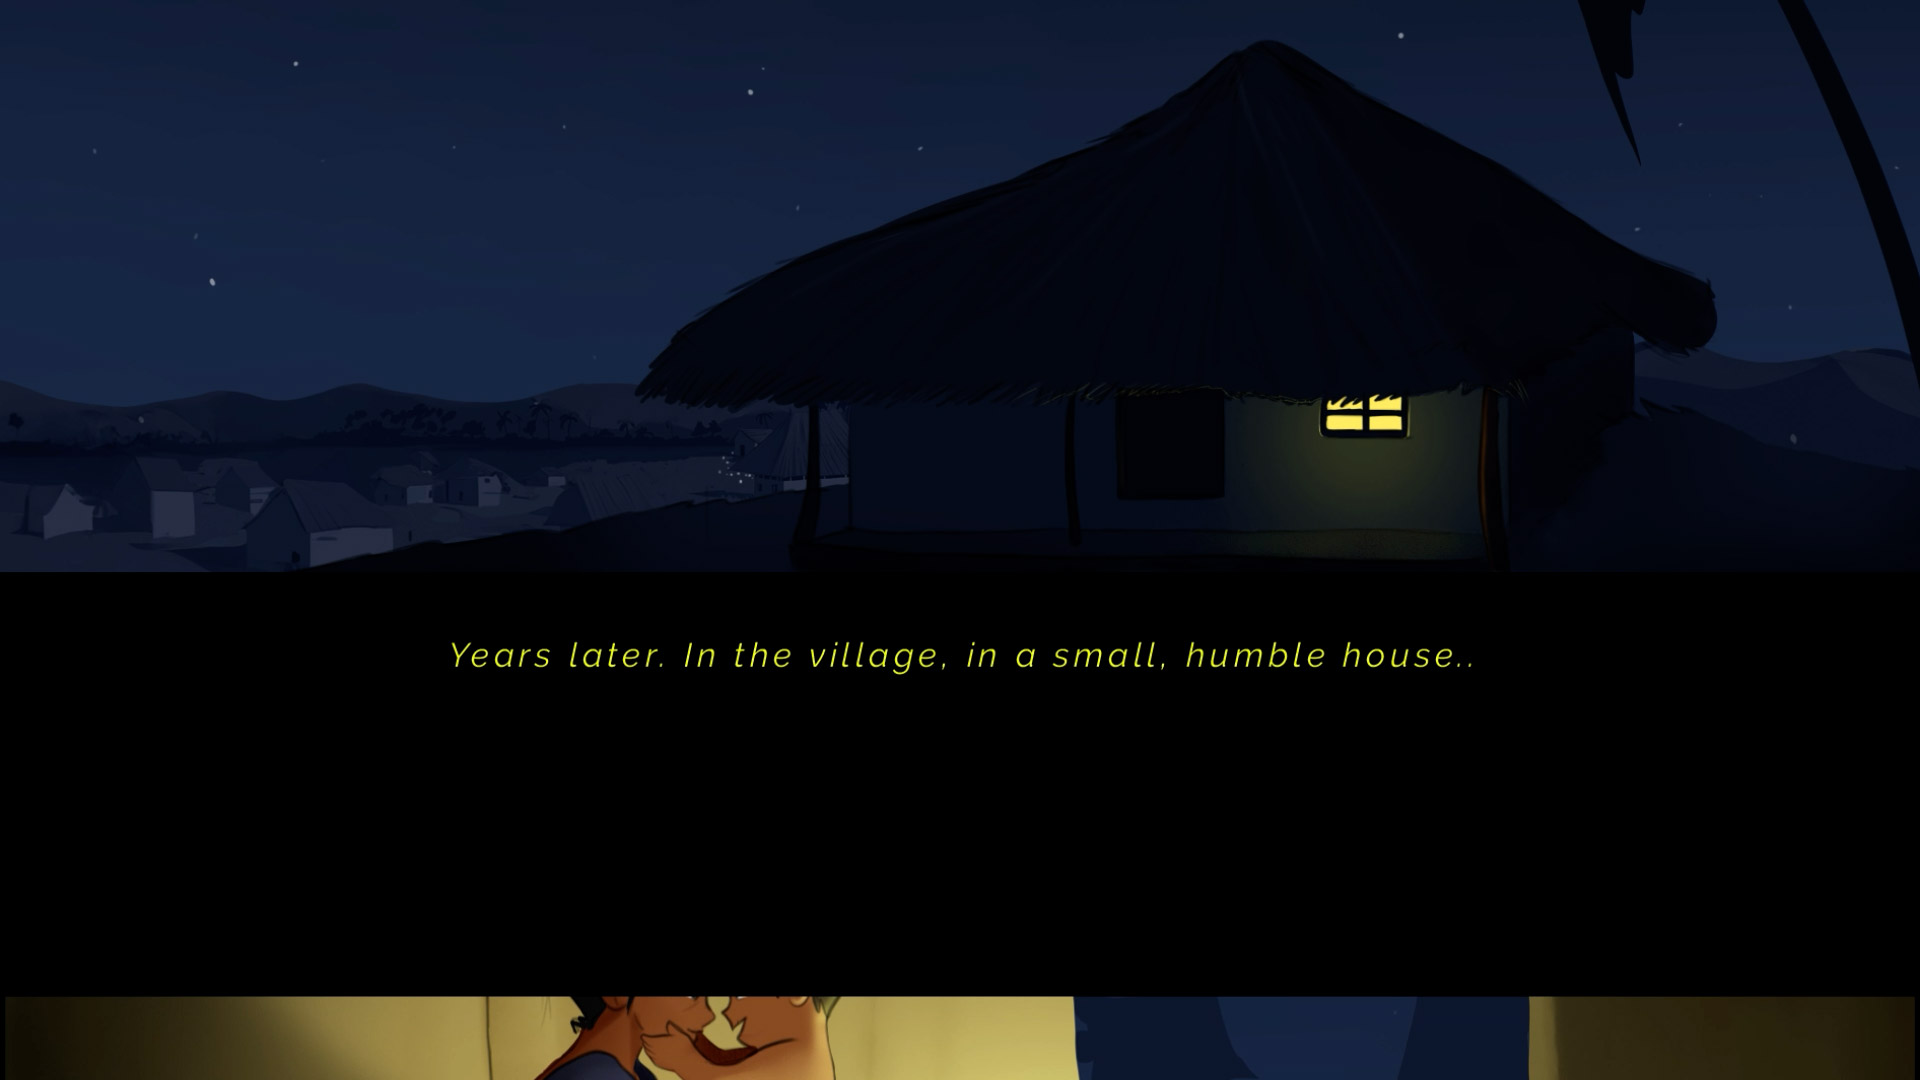 Years later. In the village, in a small, humble house..